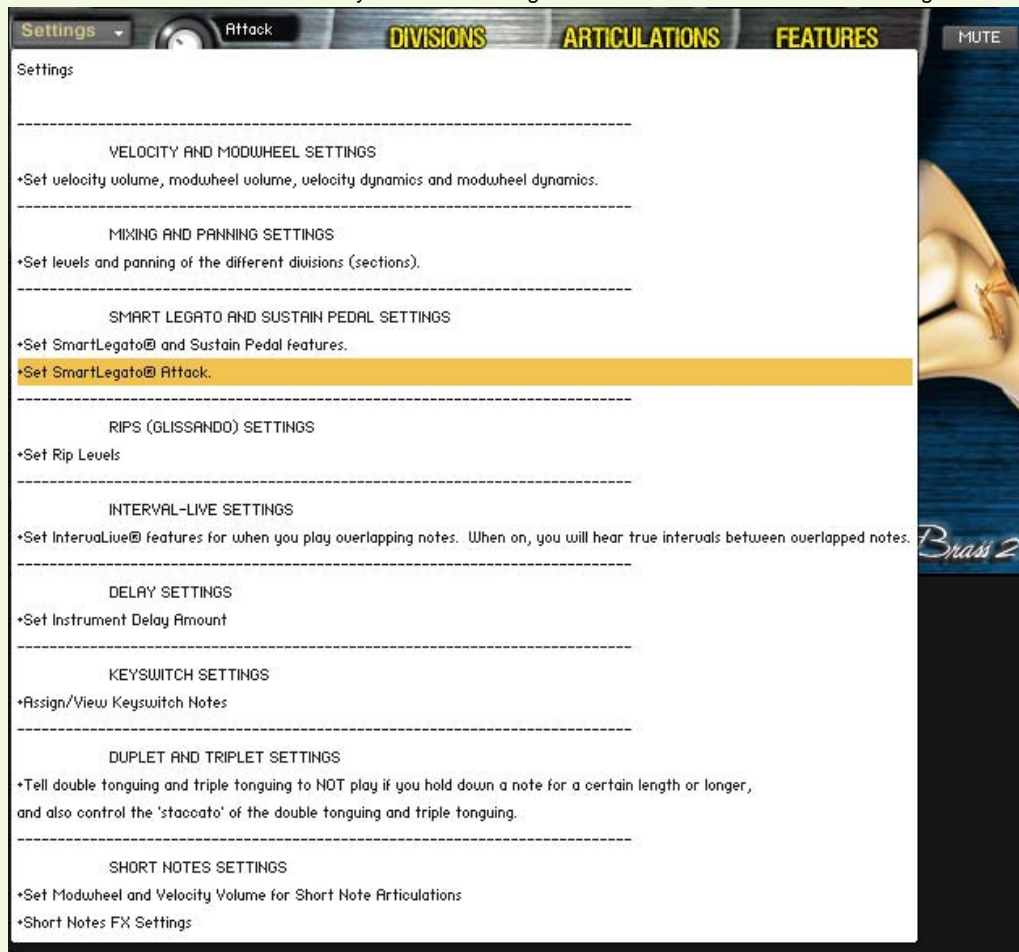 Settings
Attack
DIVISIONS
ARTICULATIONS
FEATURES
MUTE
Settings
-----------------------------------------------------------------------------
VELOCITY AND MODWHEEL SETTINGS
+Set velocity volume, modwheel volume, velocity dynamics and modwheel dynamics.
-----------------------------------------------------------------------------
MIXING AND PANNING SETTINGS
+Set levels and panning of the different divisions (sections).
-----------------------------------------------------------------------------
SMART LEGATO AND SUSTAIN PEDAL SETTINGS
+Set SmartLegato® and Sustain Pedal features.
+Set SmartLegato® Attack.
-----------------------------------------------------------------------------
RIPS (GLISSANDO) SETTINGS
+Set Rip Levels
-----------------------------------------------------------------------------
INTERVAL-LIVE SETTINGS
+Set IntervaLive® features for when you play overlapping notes.  When on, you will hear true intervals between overlapped notes.
Brass 2
-----------------------------------------------------------------------------
DELAY SETTINGS
+Set Instrument Delay Amount
-----------------------------------------------------------------------------
KEYSWITCH SETTINGS
+Assign/View Keyswitch Notes
-----------------------------------------------------------------------------
DUPLET AND TRIPLET SETTINGS
+Tell double tonguing and triple tonguing to NOT play if you hold down a note for a certain length or longer,
and also control the 'staccato' of the double tonguing and triple tonguing.
-----------------------------------------------------------------------------
SHORT NOTES SETTINGS
+Set Modwheel and Velocity Volume for Short Note Articulations
+Short Notes FX Settings